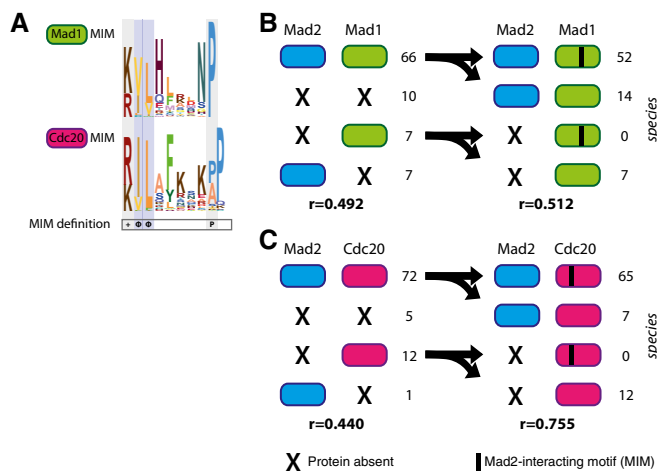 A
Mad1 MIM
Cdc20 MIM
MIM definition
+ Φ Φ P
B
Mad2 Mad1 Mad2 Mad1
66 52
X X 10 14
X 7 X 0
X 7 X 7
r=0.492 r=0.512
species
C
Mad2 Cdc20 Mad2 Cdc20
72 65
X X 5 7
X 12 X 0
X 1 X 12
r=0.440 r=0.755
species
X Protein absent
Mad2-interacting motif (MIM)